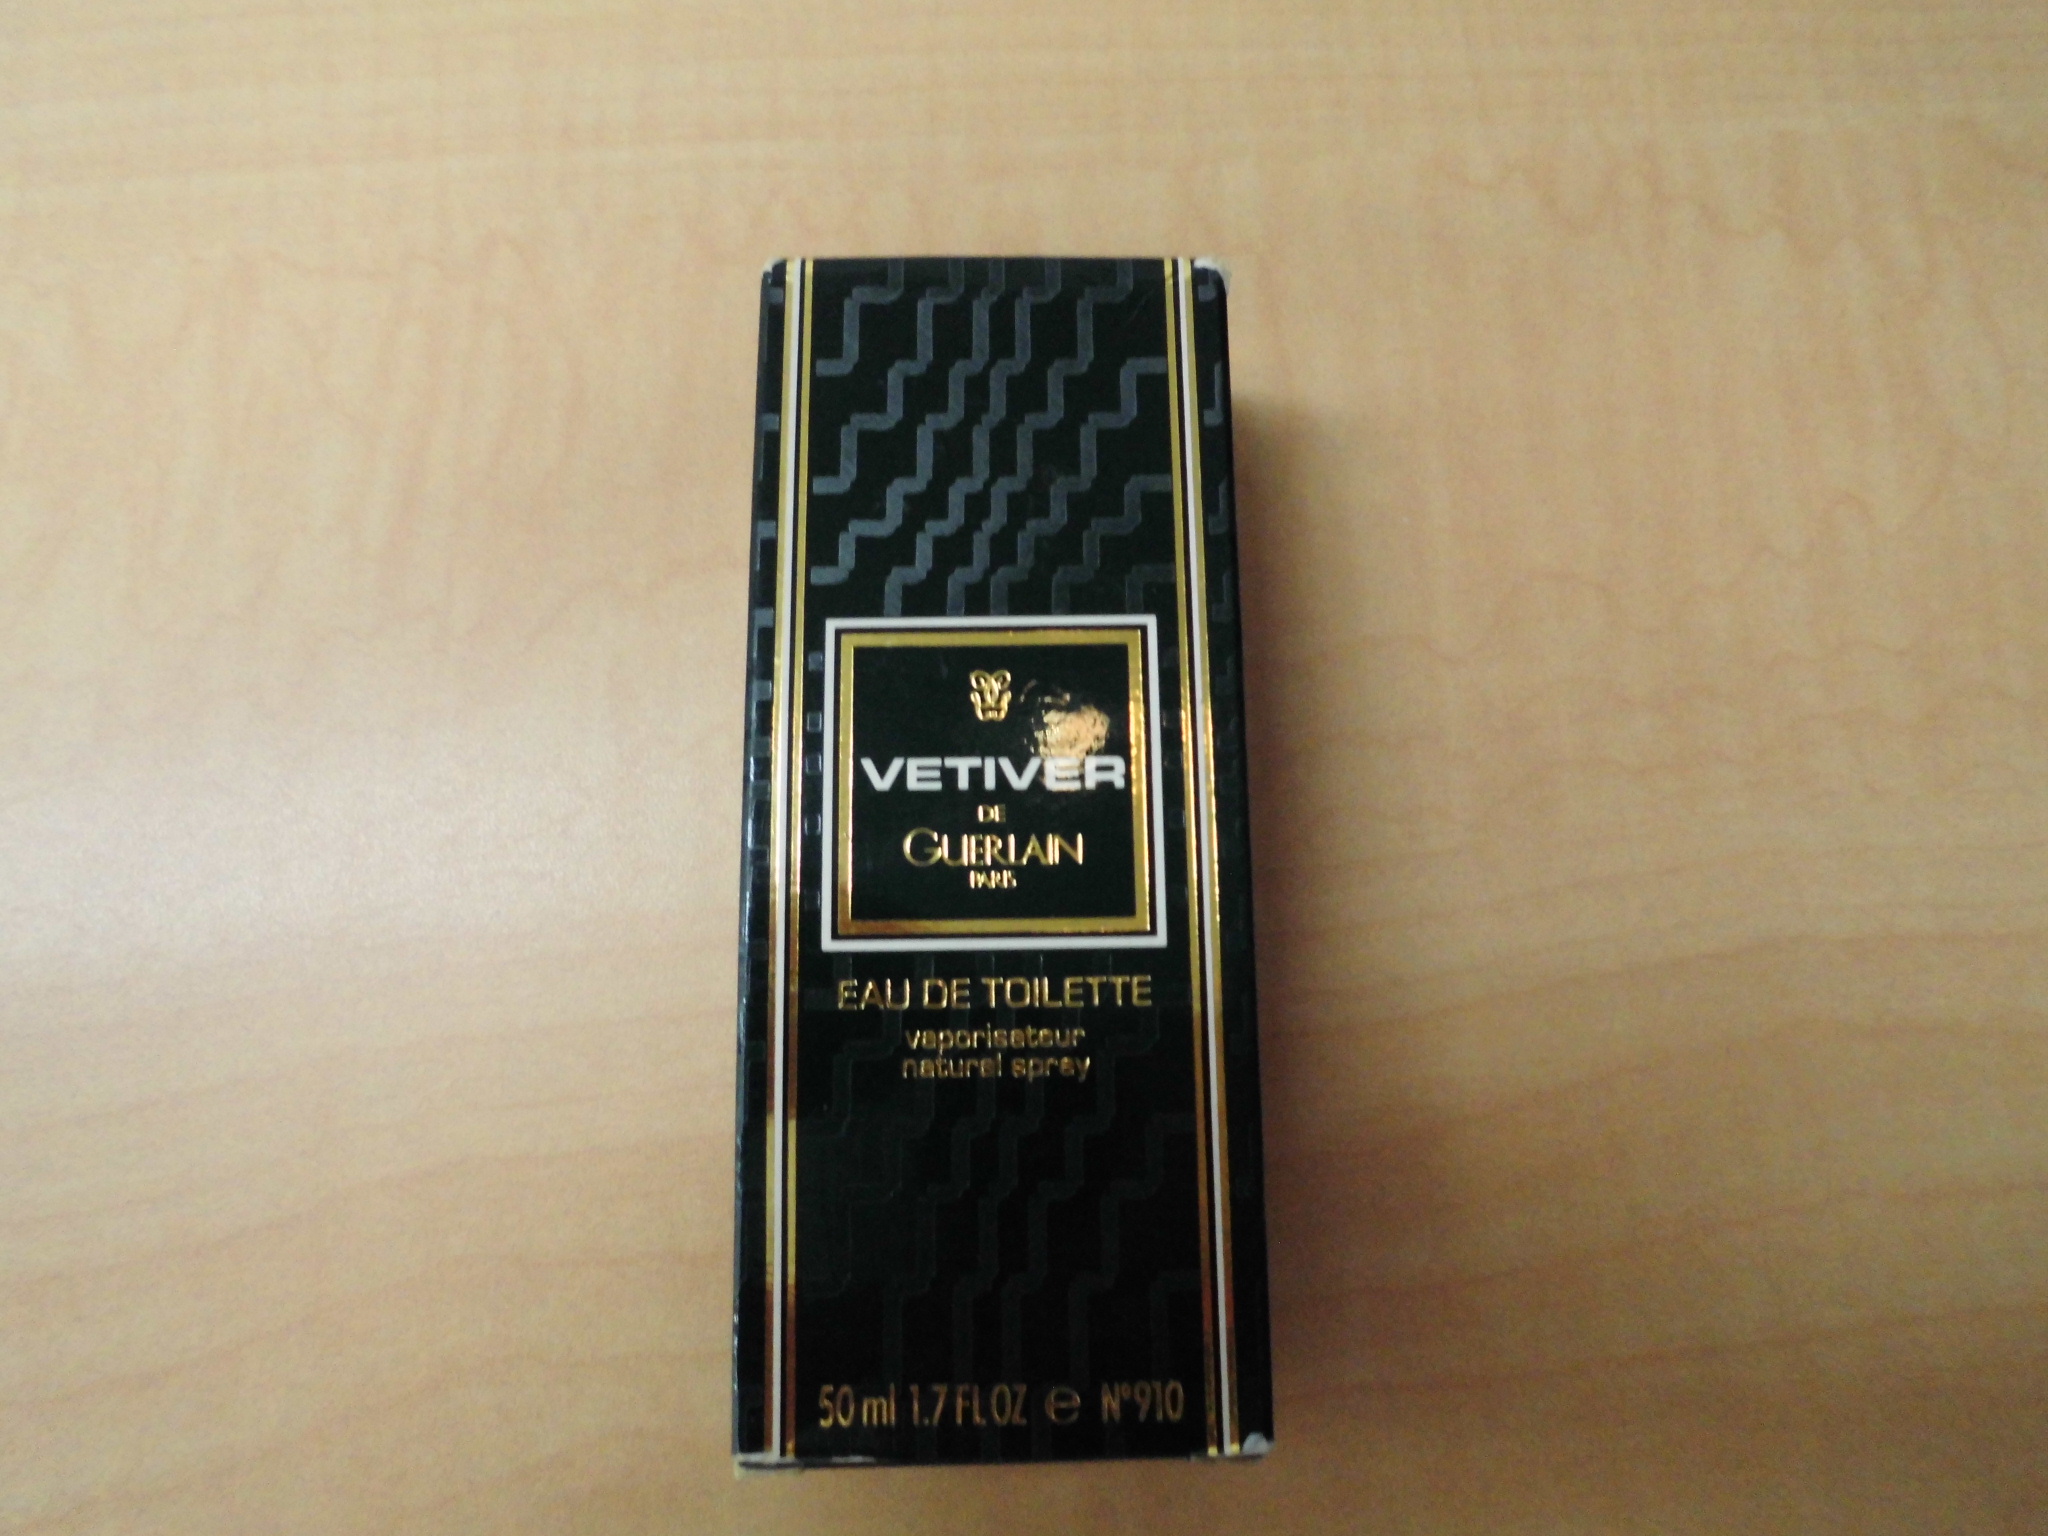 VETIVER
DE
GUERLAIN
PARIS
EAU DE TOILETTE
vaporisateur
natural spray
50 ml 1.7 FL OZ ℮ N°910